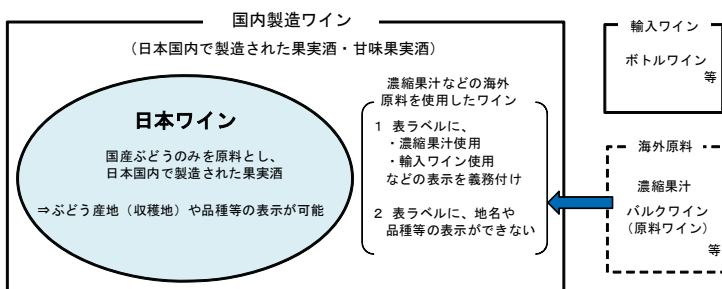 国内製造ワイン
（日本国内で製造された果実酒・甘味果実酒）
日本ワイン
国産ぶどうのみを原料とし、
日本国内で製造された果実酒
⇒ぶどう産地（収穫地）や品種等の表示が可能
濃縮果汁などの海外
原料を使用したワイン
１ 表ラベルに、
・濃縮果汁使用
・輸入ワイン使用
などの表示を義務付け
２ 表ラベルに、地名や
品種等の表示ができない
輸入ワイン
ボトルワイン
等
海外原料
濃縮果汁
バルクワイン
（原料ワイン）
等